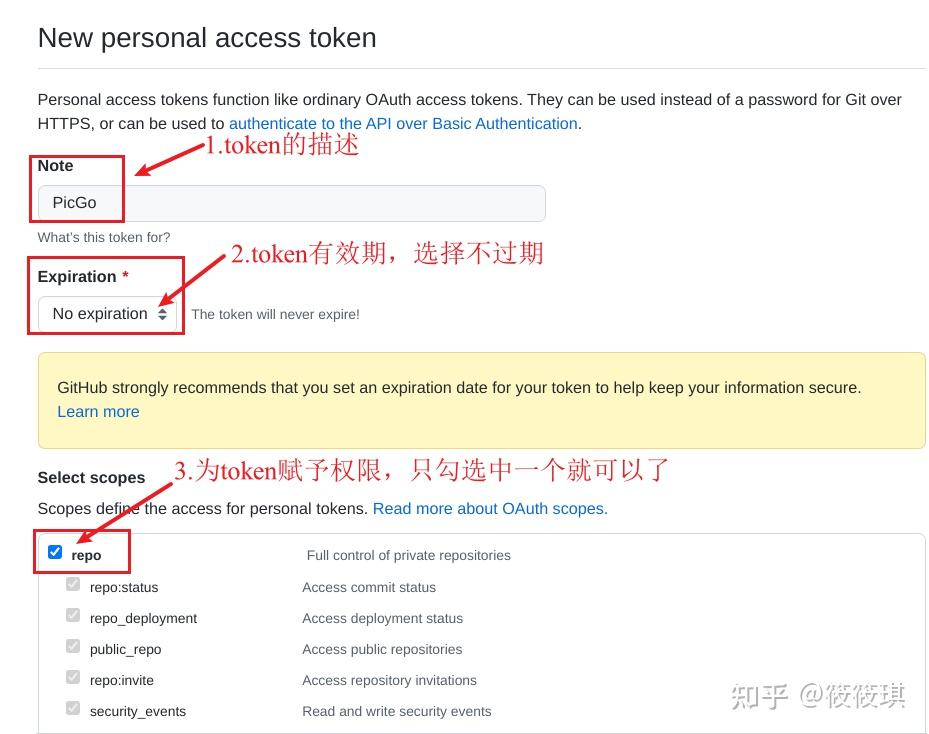 New personal access token
Personal access tokens function like ordinary OAuth access tokens. They can be used instead of a password for Git over
HTTPS, or can be used to authenticate to the API over Basic Authentication.
1.token的描述
Note
PicGo
What's this token for?
2.token有效期，选择不过期
Expiration *
No expiration The token will never expire!
GitHub strongly recommends that you set an expiration date for your token to help keep your information secure.
Learn more
3.为token赋予权限，只勾选中一个就可以了
Select scopes
Scopes define the access for personal tokens. Read more about OAuth scopes.
repo Full control of private repositories
repo:status Access commit status
repo_deployment Access deployment status
public_repo Access public repositories
repo:invite Access repository invitations
security_events Read and write security events
知乎 @筱筱琪